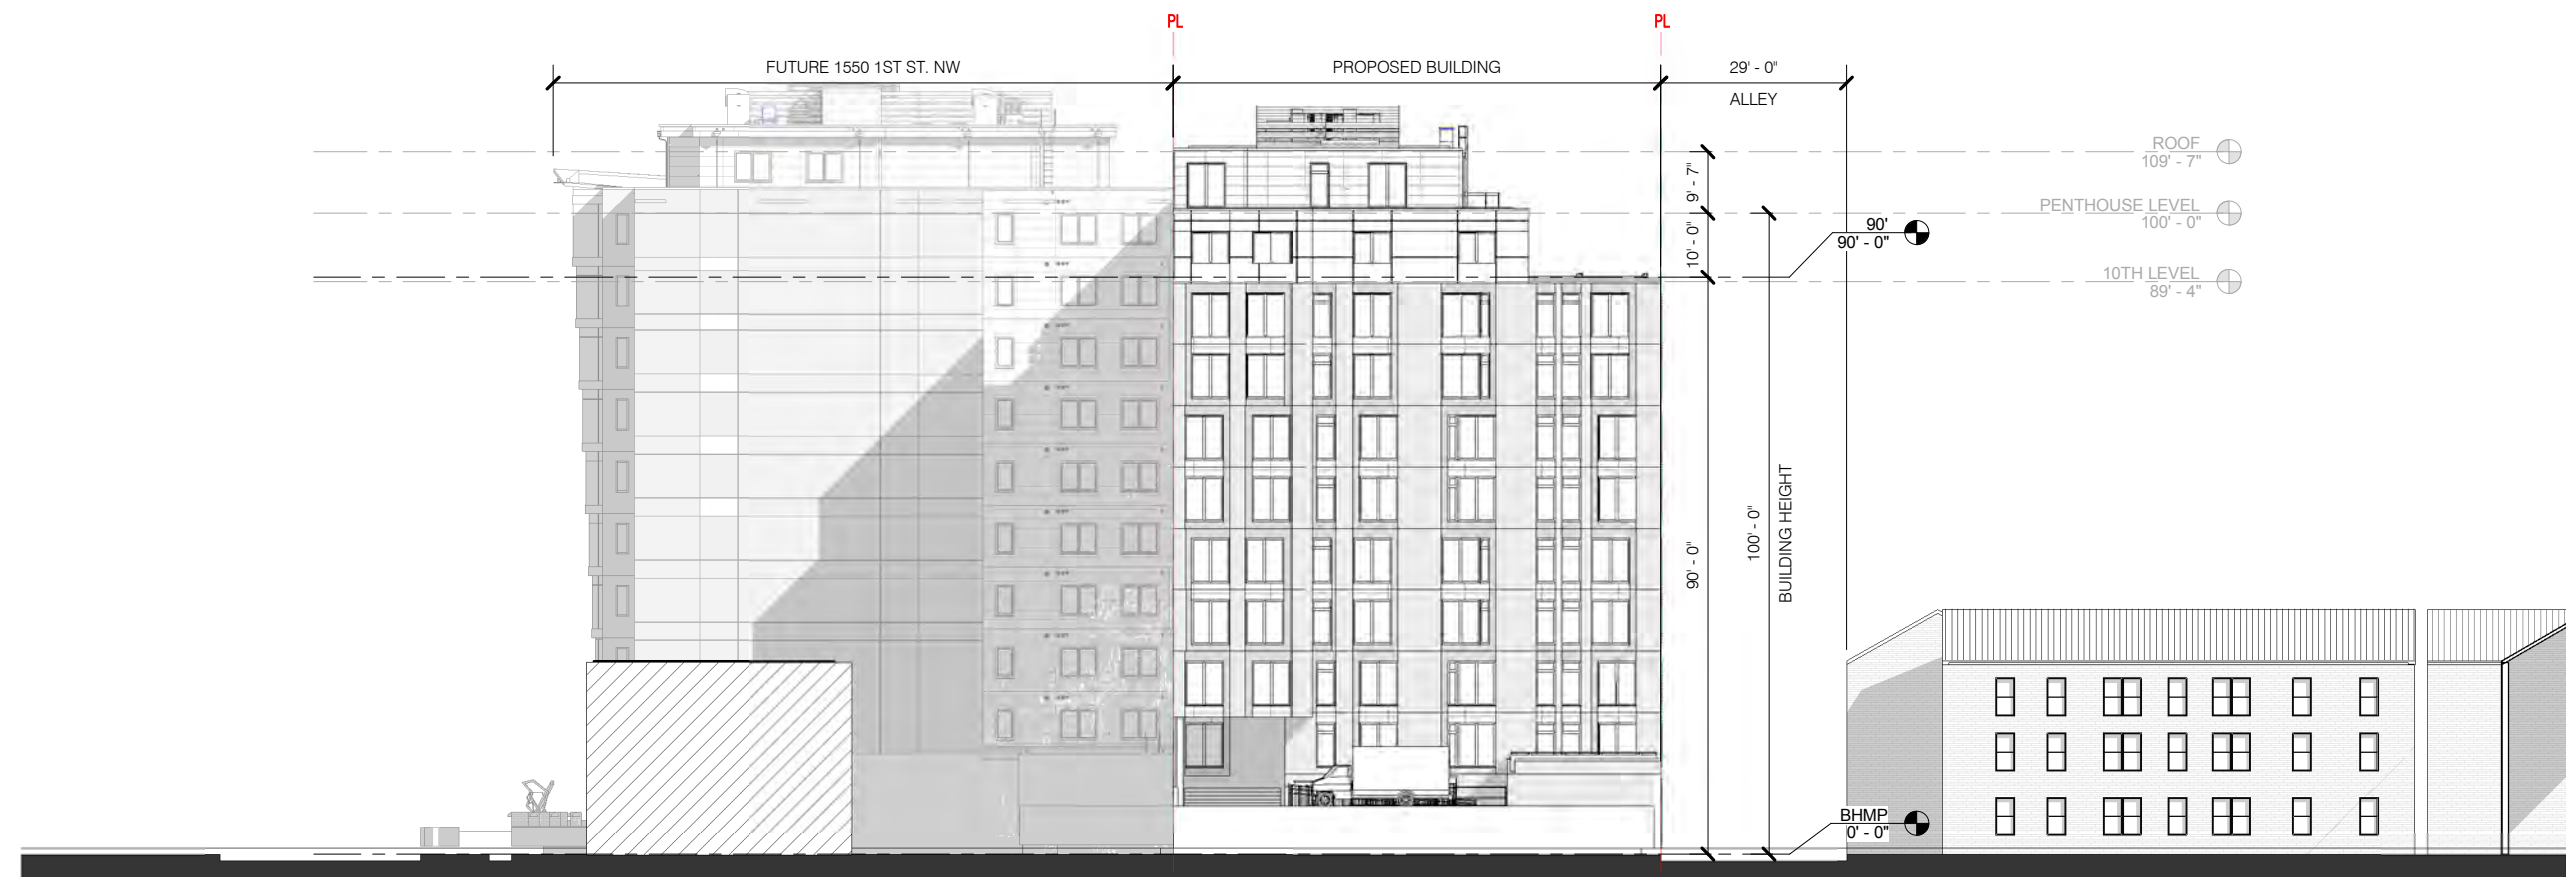 PL
PL
FUTURE 1550 1ST ST. NW
PROPOSED BUILDING
29' - 0"
ALLEY
ROOF
109' - 7"
9' - 7"
PENTHOUSE LEVEL
100' - 0"
90'
90' - 0"
10' - 0"
10TH LEVEL
89' - 4"
90' - 0"
100' - 0"
BUILDING HEIGHT
BHMP
0' - 0"